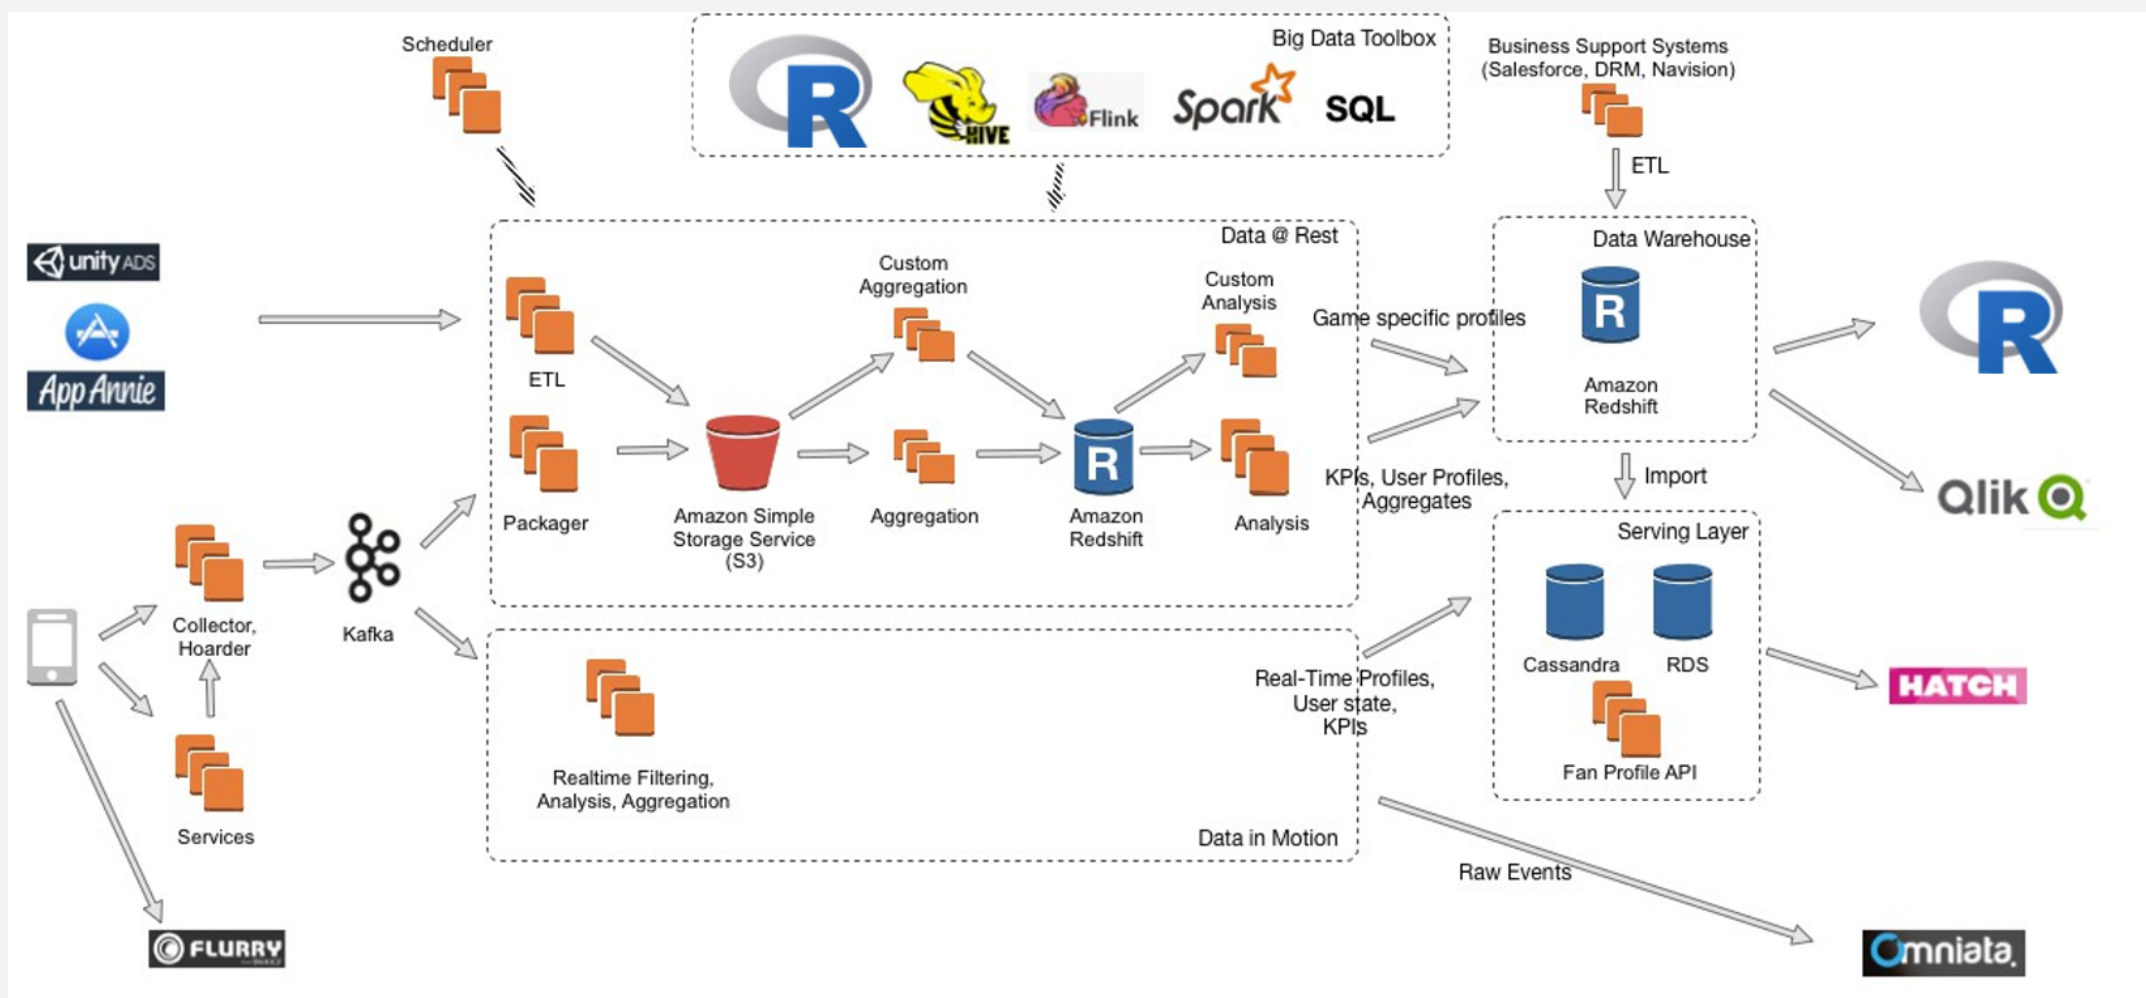 Scheduler
Big Data Toolbox
R
HIVE
Flink
Spark
SQL
Business Support Systems
(Salesforce, DRM, Navision)
ETL
unity ADS
App Annie
Data @ Rest
ETL
Packager
Amazon Simple
Storage Service
(S3)
Custom
Aggregation
Aggregation
R
Amazon
Redshift
Custom
Analysis
Analysis
Game specific profiles
KPIs, User Profiles,
Aggregates
Data Warehouse
R
Amazon
Redshift
Import
R
Qlik
Collector,
Hoarder
Kafka
Services
FLURRY
Realtime Filtering,
Analysis, Aggregation
Data in Motion
Real-Time Profiles,
User state,
KPIs
Serving Layer
Cassandra
RDS
Fan Profile API
HATCH
Raw Events
Omniata